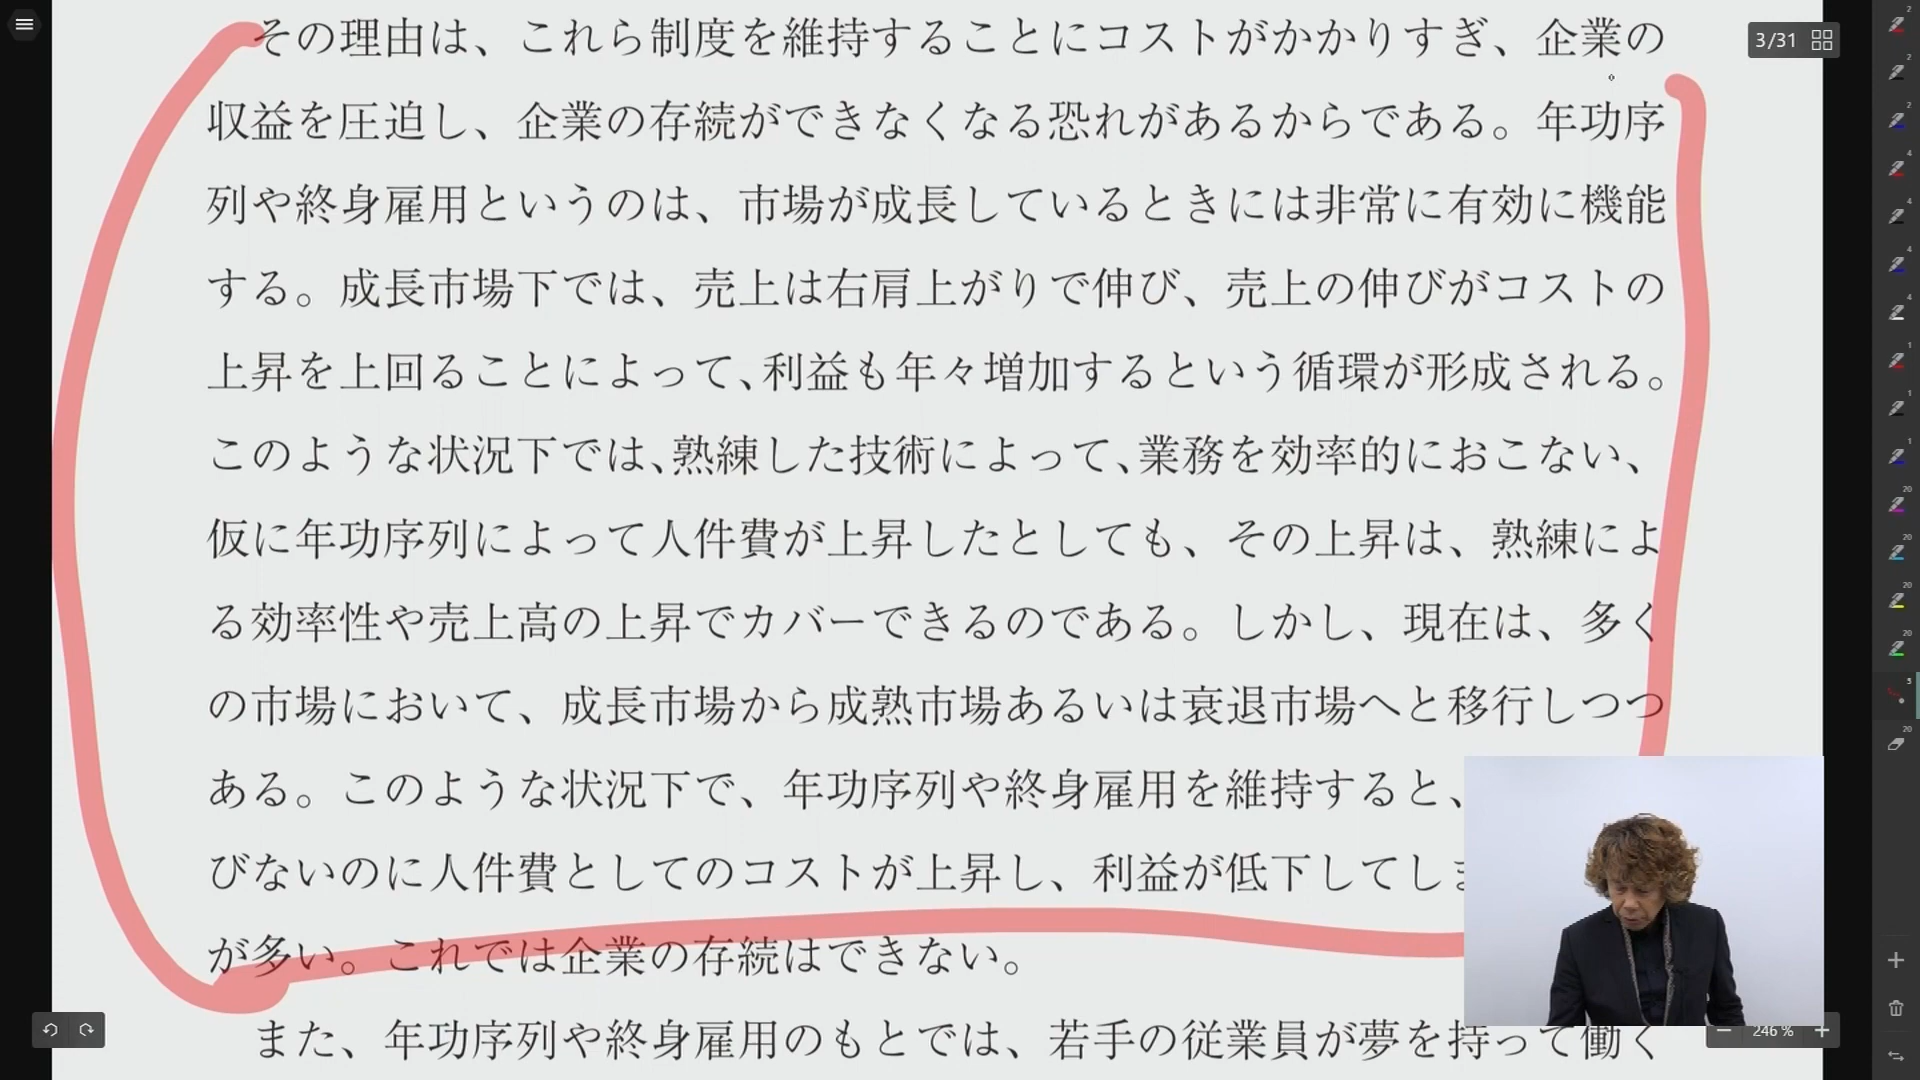 その理由は、これら制度を維持することにコストがかかりすぎ、企業の
収益を圧迫し、企業の存続ができなくなる恐れがあるからである。年功序
列や終身雇用というのは、市場が成長しているときには非常に有効に機能
する。成長市場下では、売上は右肩上がりで伸び、売上の伸びがコストの
上昇を上回ることによって、利益も年々増加するという循環が形成される。
このような状況下では、熟練した技術によって、業務を効率的におこない、
仮に年功序列によって人件費が上昇したとしても、その上昇は、熟練によ
る効率性や売上高の上昇でカバーできるのである。しかし、現在は、多く
の市場において、成長市場から成熟市場あるいは衰退市場へと移行しつつ
ある。このような状況下で、年功序列や終身雇用を維持すると、
びないのに人件費としてのコストが上昇し、利益が低下してしま
が多い。これでは企業の存続はできない。
また、年功序列や終身雇用のもとでは、若手の従業員が夢を持って働く
3/31
246 %
2
2
2
4
4
4
4
1
1
1
20
20
20
20
5
20